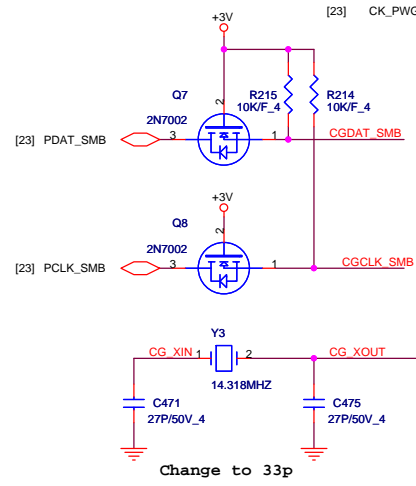 [23] CK_PWG
+3V
Q7
R215
R214
10K/F_4
10K/F_4
2
2N7002
[23] PDAT_SMB
3
1
CGDAT_SMB
+3V
Q8
2
2N7002
[23] PCLK_SMB
3
1
CGCLK_SMB
Y3
CG_XIN
1
2
CG_XOUT
14.318MHZ
C471
C475
27P/50V_4
27P/50V_4
Change to 33p